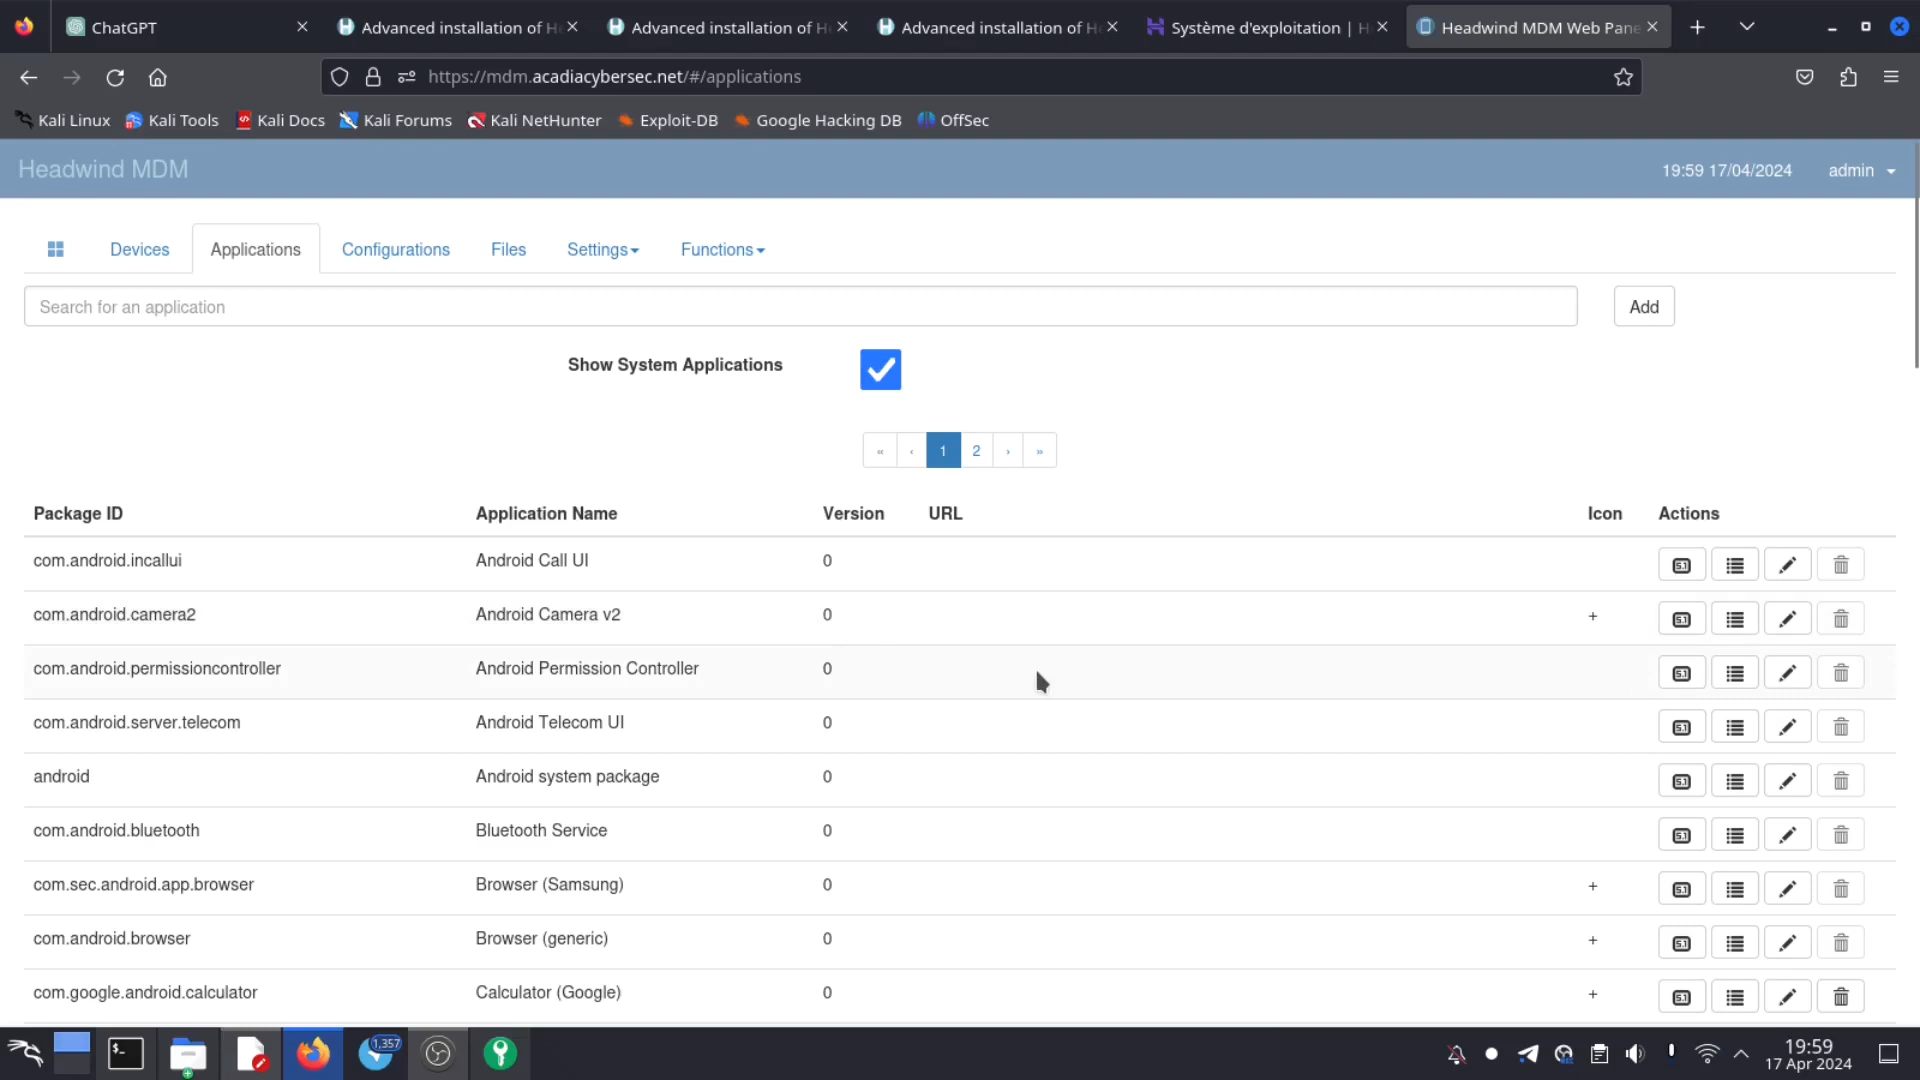 ChatGPT
Advanced installation of H
Advanced installation of H
Advanced installation of H
Système d'exploitation | H
Headwind MDM Web Pane
https://mdm.acadiacybersec.net/#/applications
Kali Linux
Kali Tools
Kali Docs
Kali Forums
Kali NetHunter
Exploit-DB
Google Hacking DB
OffSec
Headwind MDM
19:59 17/04/2024
admin
Devices
Applications
Configurations
Files
Settings
Functions
Search for an application
Add
Show System Applications
« ‹ 1 2 › »
Package ID Application Name Version URL Icon Actions
com.android.incallui Android Call UI 0
com.android.camera2 Android Camera v2 0 +
com.android.permissioncontroller Android Permission Controller 0
com.android.server.telecom Android Telecom UI 0
android Android system package 0
com.android.bluetooth Bluetooth Service 0
com.sec.android.app.browser Browser (Samsung) 0 +
com.android.browser Browser (generic) 0 +
com.google.android.calculator Calculator (Google) 0 +
1,357
19:59
17 Apr 2024